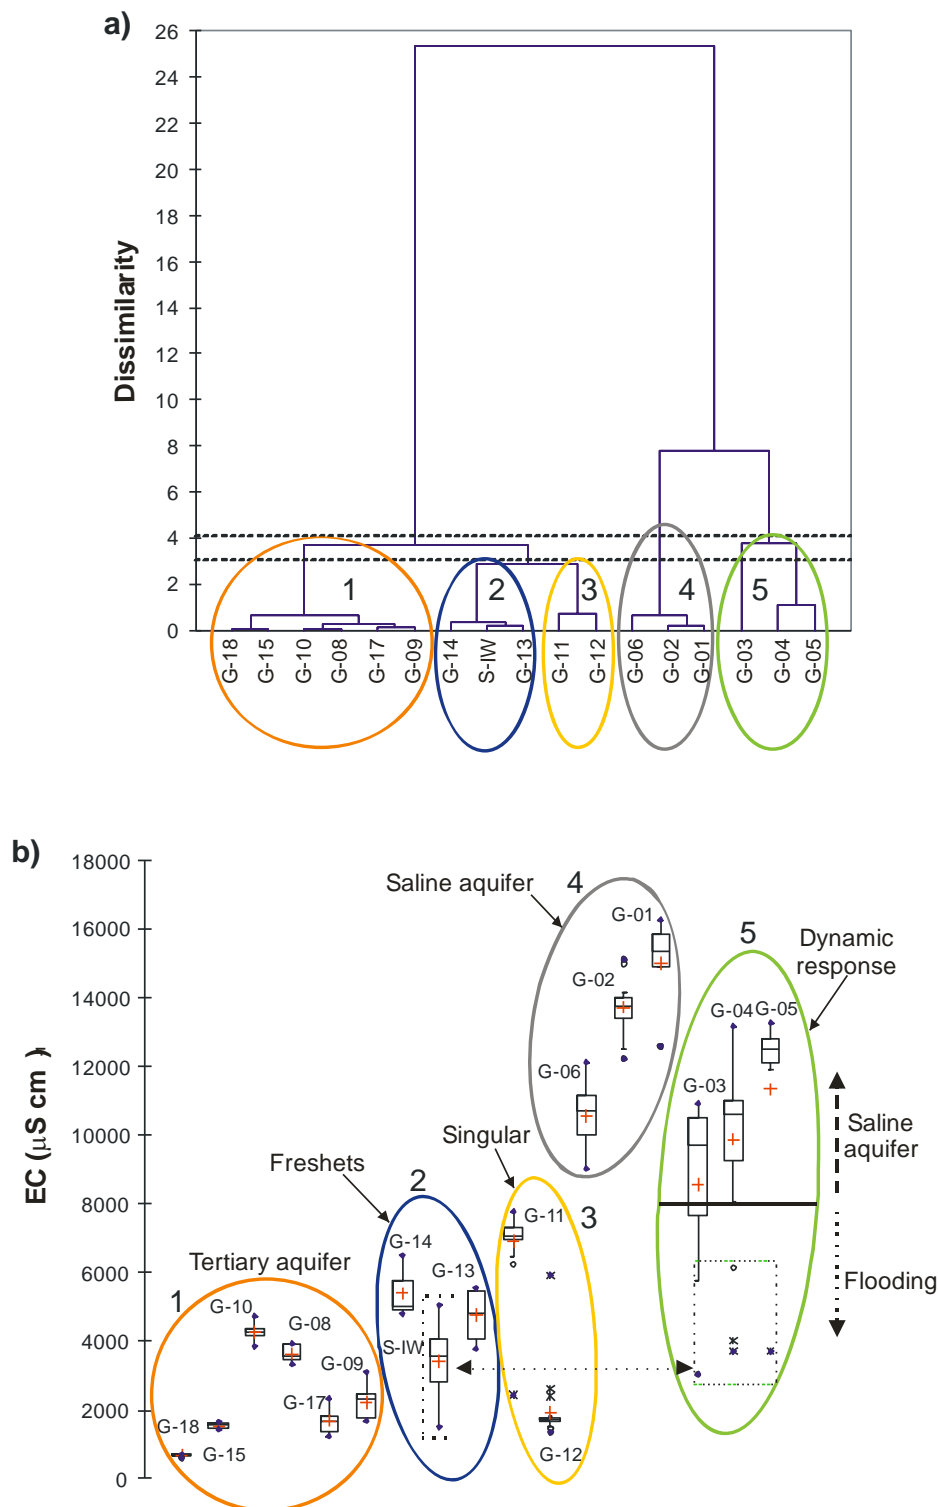 a)
26
24
22
20
18
16
14
12
10
8
6
4
2
0
Dissimilarity
1
2
3
4
5
G-18
G-15
G-10
G-08
G-17
G-09
G-14
S-IW
G-13
G-11
G-12
G-06
G-02
G-01
G-03
G-04
G-05
b)
18000
16000
14000
12000
10000
8000
6000
4000
2000
0
EC (µS cm
Saline aquifer
4
G-01
G-02
G-06
5
Dynamic
response
G-04
G-05
G-03
Saline
aquifer
Flooding
Singular
3
G-11
G-12
Freshets
2
G-14
G-13
S-IW
Tertiary aquifer
1
G-10
G-08
G-09
G-17
G-18
G-15